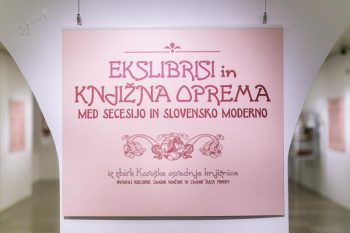 EKSLIBRISI in
KNJIŽNA OPREMA
MED SECESIJO IN SLOVENSKO MODERNO
iz zbirk Koroške osrednje knjižnice